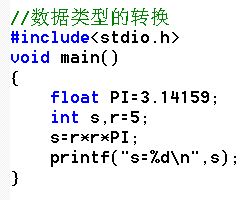 //数据类型的转换
#include<stdio.h>
void main()
{
    float PI=3.14159;
    int s,r=5;
    s=r*r*PI;
    printf("s=%d\n",s);
}